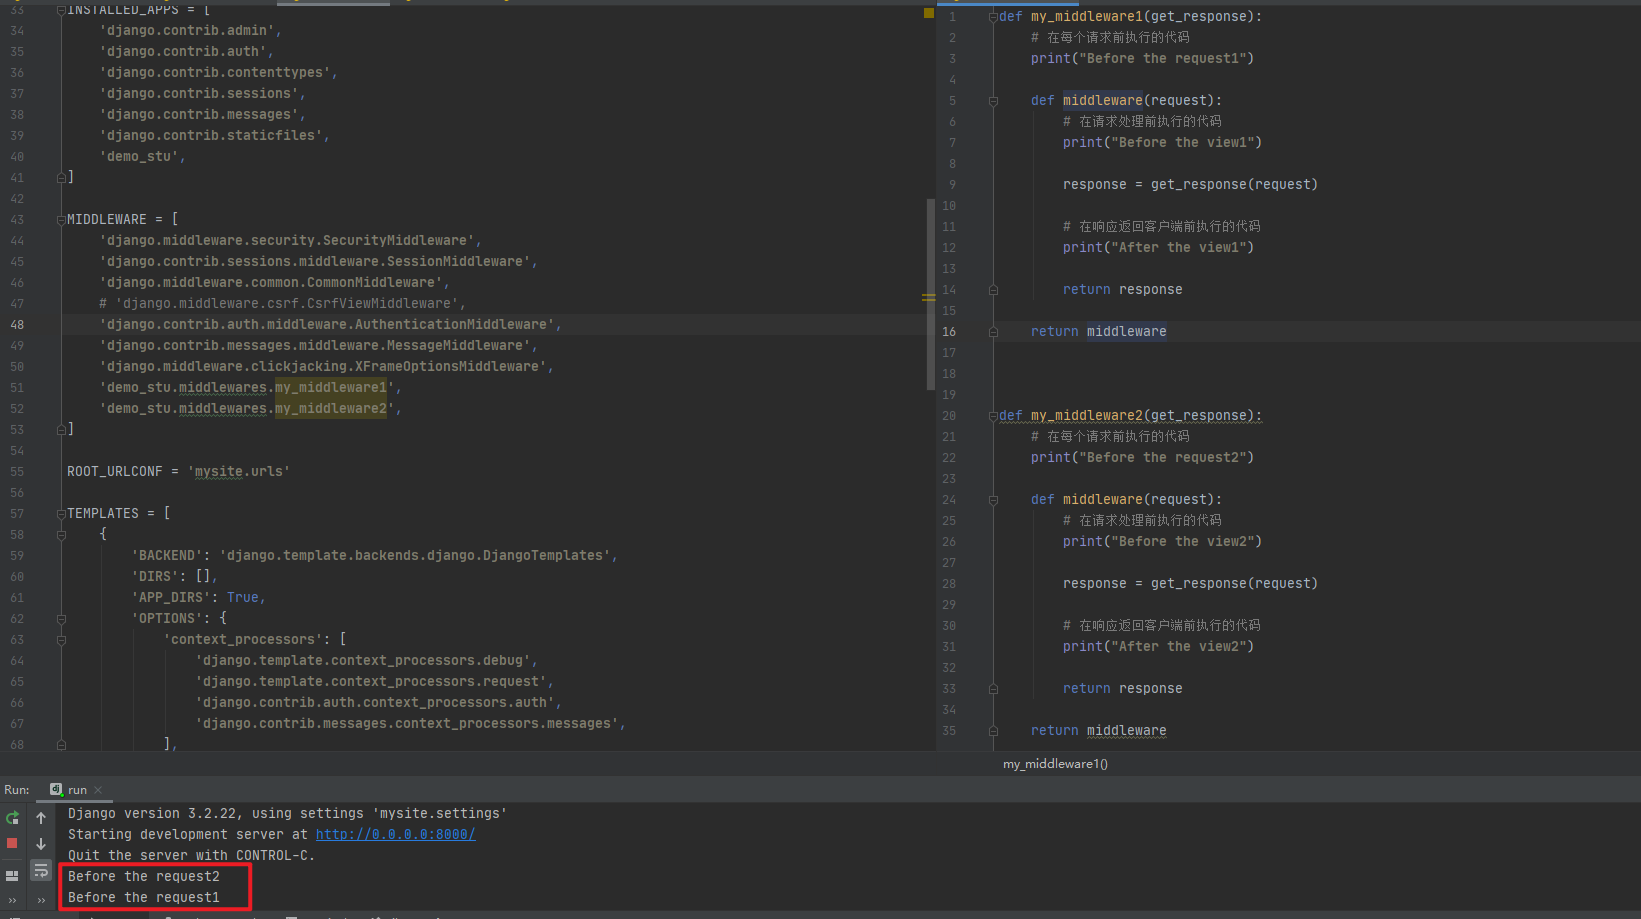 33 INSTALLED_APPS = [
34     'django.contrib.admin',
35     'django.contrib.auth',
36     'django.contrib.contenttypes',
37     'django.contrib.sessions',
38     'django.contrib.messages',
39     'django.contrib.staticfiles',
40     'demo_stu',
41 ]
42
43 MIDDLEWARE = [
44     'django.middleware.security.SecurityMiddleware',
45     'django.contrib.sessions.middleware.SessionMiddleware',
46     'django.middleware.common.CommonMiddleware',
47     # 'django.middleware.csrf.CsrfViewMiddleware',
48     'django.contrib.auth.middleware.AuthenticationMiddleware',
49     'django.contrib.messages.middleware.MessageMiddleware',
50     'django.middleware.clickjacking.XFrameOptionsMiddleware',
51     'demo_stu.middlewares.my_middleware1',
52     'demo_stu.middlewares.my_middleware2',
53 ]
54
55 ROOT_URLCONF = 'mysite.urls'
56
57 TEMPLATES = [
58     {
59         'BACKEND': 'django.template.backends.django.DjangoTemplates',
60         'DIRS': [],
61         'APP_DIRS': True,
62         'OPTIONS': {
63             'context_processors': [
64                 'django.template.context_processors.debug',
65                 'django.template.context_processors.request',
66                 'django.contrib.auth.context_processors.auth',
67                 'django.contrib.messages.context_processors.messages',
68             ],
1 def my_middleware1(get_response):
2     # 在每个请求前执行的代码
3     print("Before the request1")
4
5     def middleware(request):
6         # 在请求处理前执行的代码
7         print("Before the view1")
8
9         response = get_response(request)
10
11         # 在响应返回客户端前执行的代码
12         print("After the view1")
13
14         return response
15
16     return middleware
17
18
19
20 def my_middleware2(get_response):
21     # 在每个请求前执行的代码
22     print("Before the request2")
23
24     def middleware(request):
25         # 在请求处理前执行的代码
26         print("Before the view2")
27
28         response = get_response(request)
29
30         # 在响应返回客户端前执行的代码
31         print("After the view2")
32
33         return response
34
35     return middleware
my_middleware1()
Run: run
Django version 3.2.22, using settings 'mysite.settings'
Starting development server at http://0.0.0.0:8000/
Quit the server with CONTROL-C.
Before the request2
Before the request1